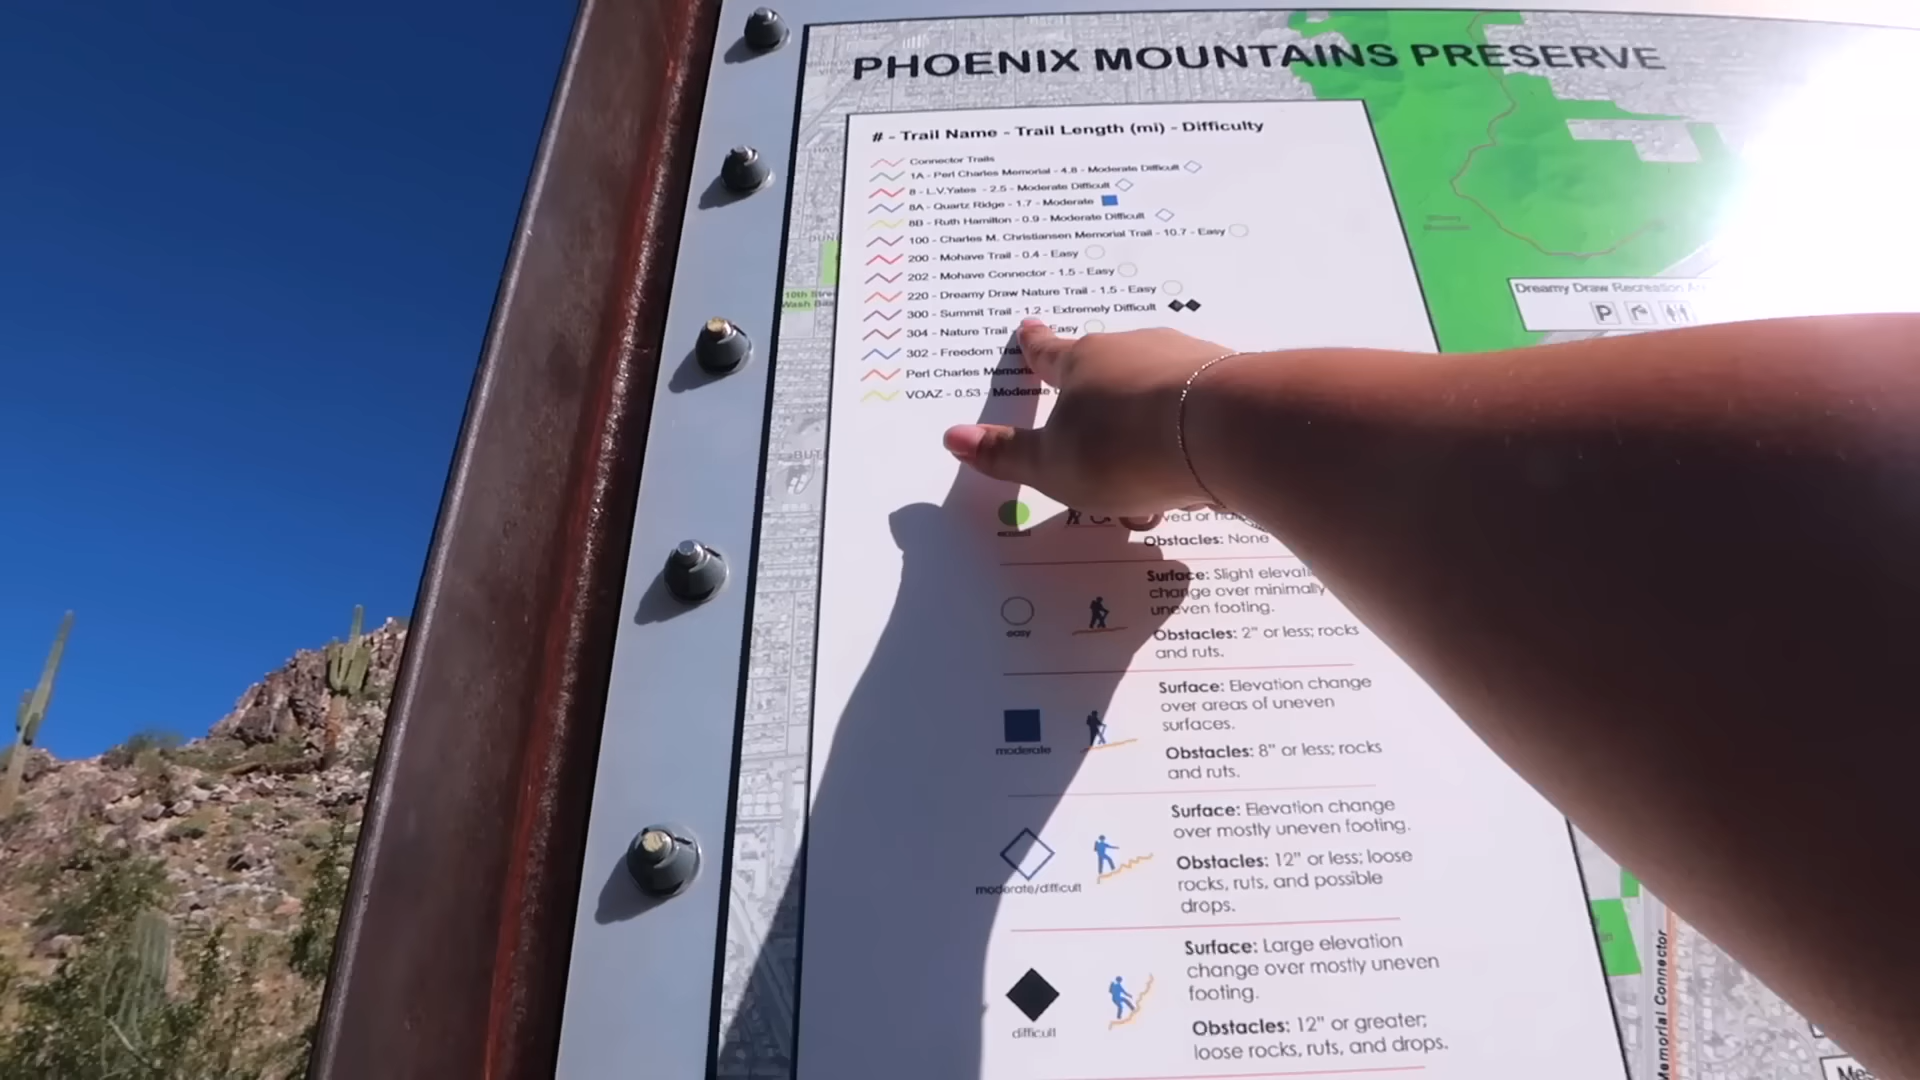 PHOENIX MOUNTAINS PRESERVE
# - Trail Name - Trail Length (mi) - Difficulty
Connector Trails
1A - Perl Charles Memorial - 4.8 - Moderate Difficult
8 - L.V.Yates - 2.5 - Moderate Difficult
8A - Quartz Ridge - 1.7 - Moderate
8B - Ruth Hamilton - 0.9 - Moderate Difficult
100 - Charles M. Christiansen Memorial Trail - 10.7 - Easy
200 - Mohave Trail - 0.4 - Easy
202 - Mohave Connector - 1.5 - Easy
220 - Dreamy Draw Nature Trail - 1.5 - Easy
300 - Summit Trail - 1.2 - Extremely Difficult
304 - Nature Trail - Easy
302 - Freedom Trail
Perl Charles Memorial
VOAZ - 0.53 - Moderate
10th Street
Wash Basin
Dreamy Draw Recreation
P
easiest
Obstacles: None
easy
Surface: Slight elevation
change over minimally
uneven footing.
Obstacles: 2" or less; rocks
and ruts.
moderate
Surface: Elevation change
over areas of uneven
surfaces.
Obstacles: 8" or less; rocks
and ruts.
moderate/difficult
Surface: Elevation change
over mostly uneven footing.
Obstacles: 12" or less; loose
rocks, ruts, and possible
drops.
difficult
Surface: Large elevation
change over mostly uneven
footing.
Obstacles: 12" or greater;
loose rocks, ruts, and drops.
Memorial Connector